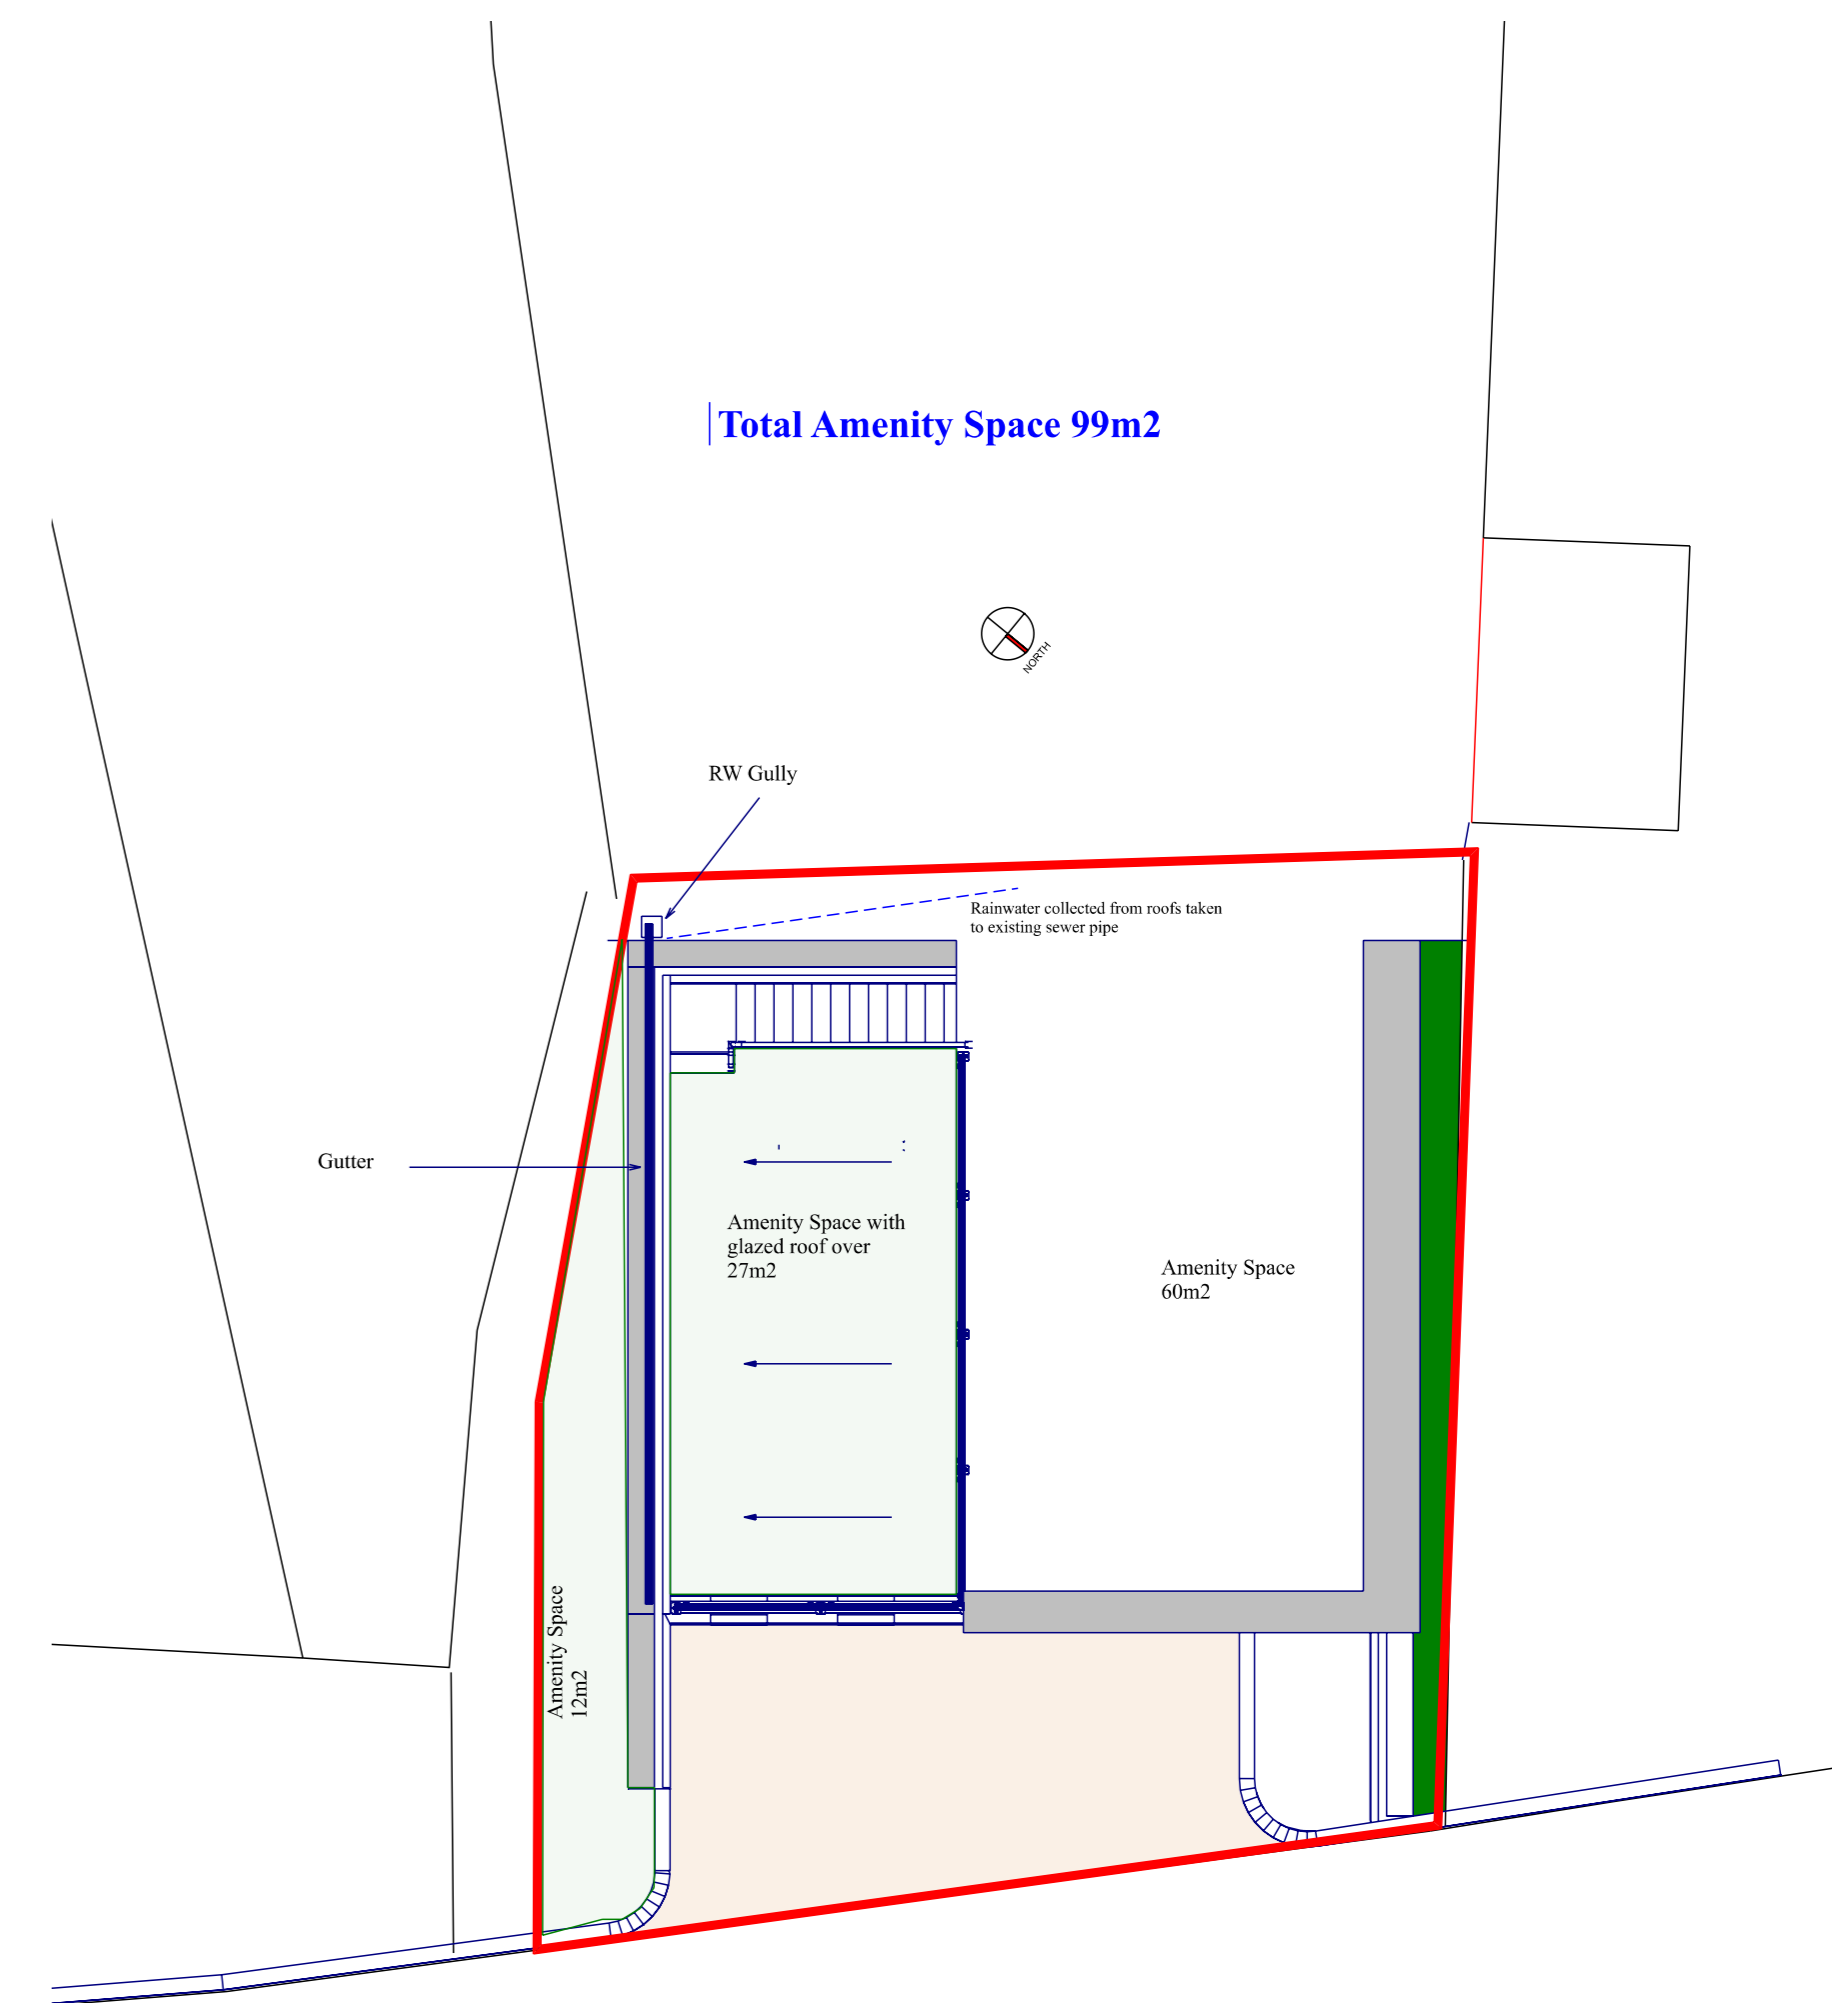 Total Amenity Space 99m2
NORTH
RW Gully
Rainwater collected from roofs taken
to existing sewer pipe
Gutter
Amenity Space with
glazed roof over
27m2
Amenity Space
60m2
Amenity Space
12m2